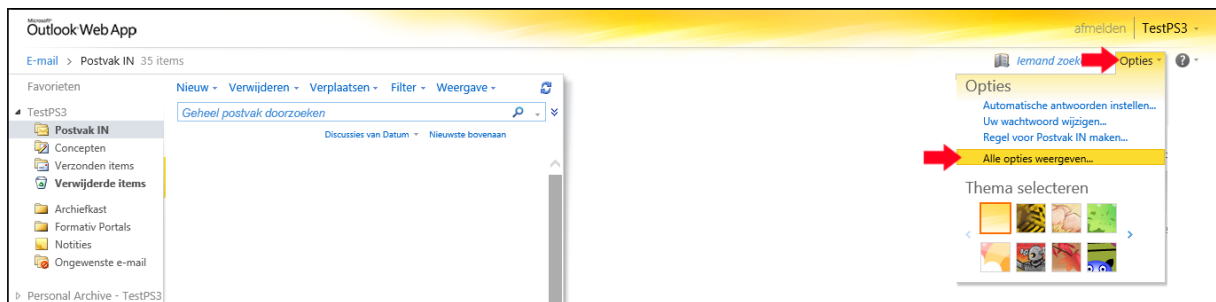 Microsoft
Outlook Web App
afmelden | TestPS3
E-mail > Postvak IN 35 items
Iemand zoek
Opties
Favorieten
Nieuw Verwijderen Verplaatsen Filter Weergave
Opties
TestPS3
Geheel postvak doorzoeken
Automatische antwoorden instellen...
Uw wachtwoord wijzigen...
Postvak IN
Discussies van Datum Nieuwste bovenaan
Regel voor Postvak IN maken...
Concepten
Verzonden items
Alle opties weergeven...
Verwijderde items
Thema selecteren
Archiefkast
Formativ Portals
Notities
Ongewenste e-mail
Personal Archive - TestPS3